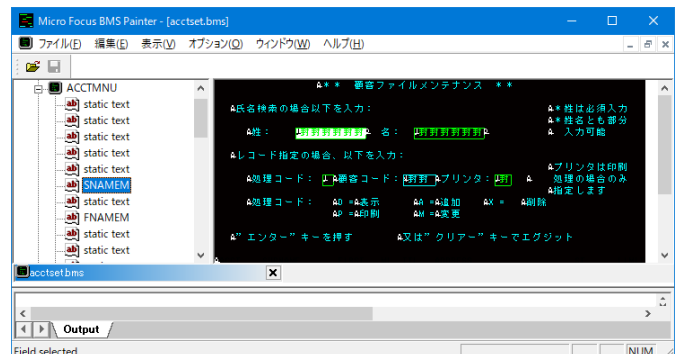 Micro Focus BMS Painter - [acctset.bms]
ファイル(F) 編集(E) 表示(V) オプション(O) ウィンドウ(W) ヘルプ(H)
ACCTMNU
static text
static text
static text
static text
static text
SNAMEM
static text
FNAMEM
static text
static text
A* * 顧客ファイルメンテナンス * *
A氏名検索の場合以下を入力: A*姓は必須入力
A*姓名とも部分
A姓: 名: A 入力可能
Aレコード指定の場合、以下を入力:
Aプリンタは印刷
A処理コード: A顧客コード: Aプリンタ: A 処理の場合のみ
A指定します
A処理コード: AD =A表示 AA =A追加 AX = A削除
AP =A印刷 AM =A変更
A”エンター”キーを押す A又は”クリアー”キーでエグジット
acctset.bms
Output
Field selected
NUM